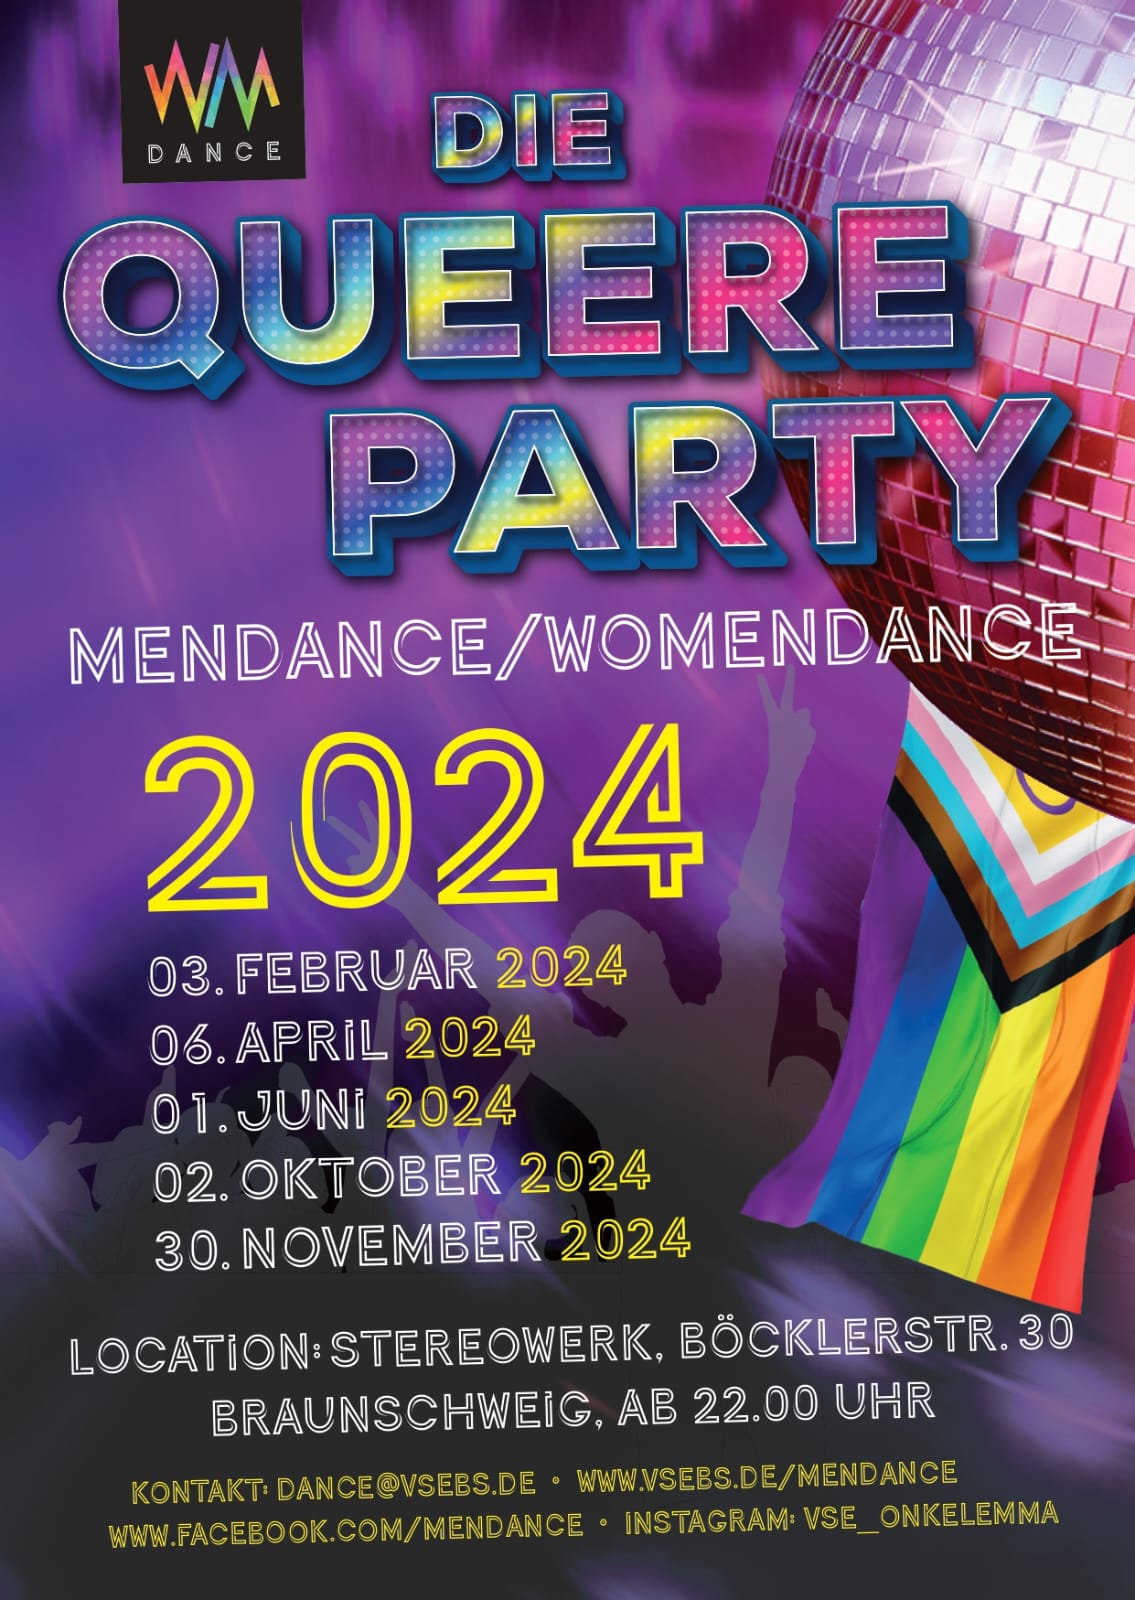 WM
DANCE
DIE
QUEERE
PARTY
MENDANCE/WOMENDANCE
2024
03. FEBRUAR 2024
06. APRIL 2024
01. JUNI 2024
02. OKTOBER 2024
30. NOVEMBER 2024
LOCATION: STEREOWERK, BÖCKLERSTR. 30
BRAUNSCHWEIG, AB 22.00 UHR
KONTAKT: DANCE@VSEBS.DE • WWW.VSEBS.DE/MENDANCE
WWW.FACEBOOK.COM/MENDANCE • INSTAGRAM: VSE_ONKELEMMA